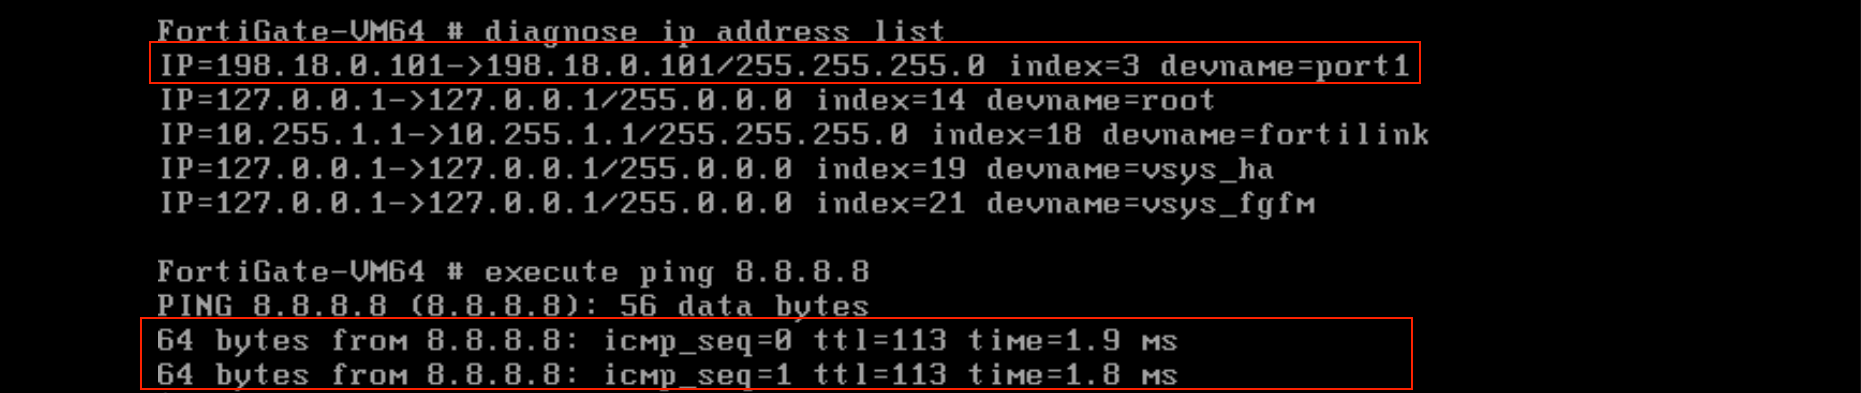 FortiGate-VM64 # diagnose ip address list
IP=198.18.0.101->198.18.0.101/255.255.255.0 index=3 devname=port1
IP=127.0.0.1->127.0.0.1/255.0.0.0 index=14 devname=root
IP=10.255.1.1->10.255.1.1/255.255.255.0 index=18 devname=fortilink
IP=127.0.0.1->127.0.0.1/255.0.0.0 index=19 devname=vsys_ha
IP=127.0.0.1->127.0.0.1/255.0.0.0 index=21 devname=vsys_fgfm
FortiGate-VM64 # execute ping 8.8.8.8
PING 8.8.8.8 (8.8.8.8): 56 data bytes
64 bytes from 8.8.8.8: icmp_seq=0 ttl=113 time=1.9 ms
64 bytes from 8.8.8.8: icmp_seq=1 ttl=113 time=1.8 ms